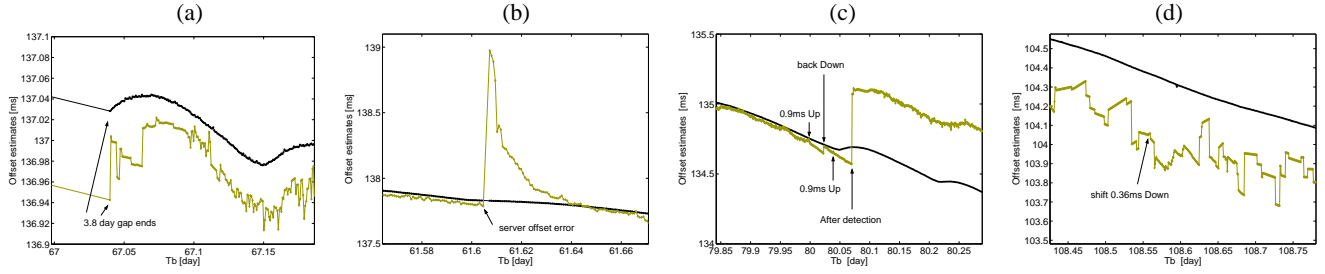 (a)
137.1
137.08
137.06
137.04
137.02
137
136.98
136.96
136.94
136.92
136.9
Offset estimates [ms]
3.8 day gap ends
67 67.05 67.1 67.15
Tb [day]
(b)
139
138.5
138
137.5
Offset estimates [ms]
server offset error
61.58 61.6 61.62 61.64 61.66
Tb [day]
(c)
135.5
135
134.5
134
Offset estimates [ms]
back Down
0.9ms Up
0.9ms Up
After detection
79.85 79.9 79.95 80 80.05 80.1 80.15 80.20 80.25
Tb [day]
(d)
104.5
104.4
104.3
104.2
104.1
104
103.9
103.8
103.7
103.6
103.5
Offset estimates [ms]
shift 0.36ms Down
108.45 108.5 108.55 108.6 108.65 108.7 108.75
Tb [day]